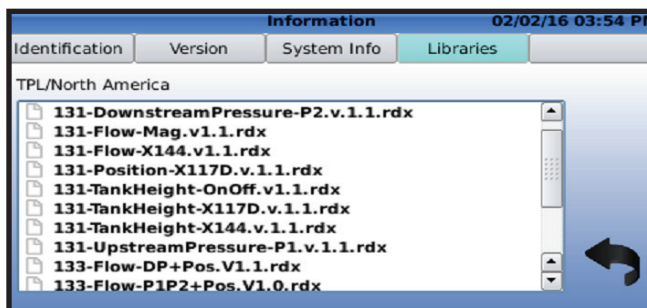 Information 02/02/16 03:54 PM
Identification Version System Info Libraries
TPL/North America
131-DownstreamPressure-P2.v.1.1.rdx
131-Flow-Mag.v1.1.rdx
131-Flow-X144.v1.1.rdx
131-Position-X117D.v.1.1.rdx
131-TankHeight-OnOff.v1.1.rdx
131-TankHeight-X117D.v.1.1.rdx
131-TankHeight-X144.v.1.1.rdx
131-UpstreamPressure-P1.v.1.1.rdx
133-Flow-DP+Pos.V1.1.rdx
133-Flow-P1P2+Pos.V1.0.rdx